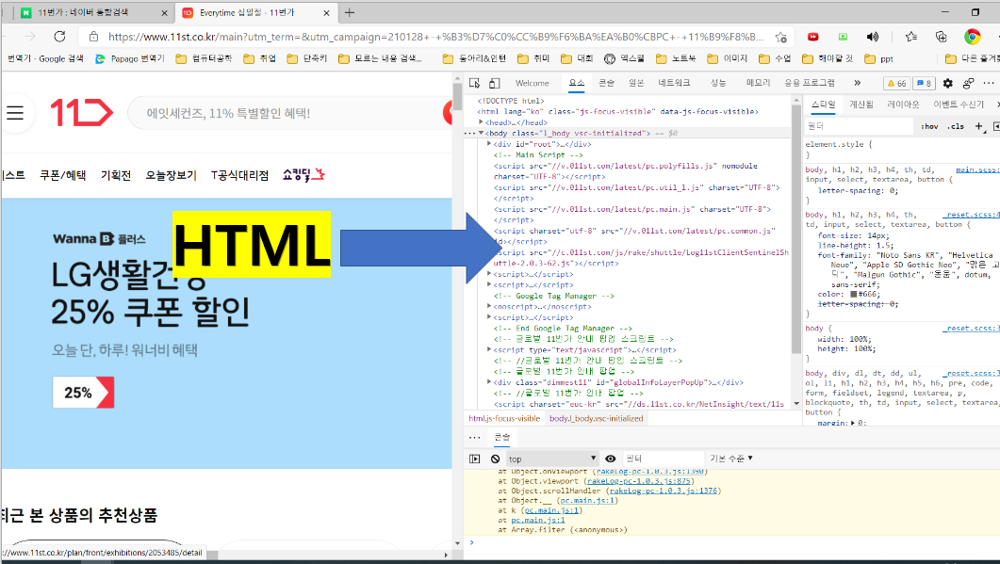 11번가 : 네이버 통합검색
Everytime 십일절 - 11번가
https://www.11st.co.kr/main?utm_term=&utm_campaign=210128+-+%B3%D7%C0%CC%B9%F6%BA%EA%B0%CBPC+-+11%B9%F8%B...
번역기 - Google 검색
Papago 번역기
컴퓨터공학
취업
단축키
모르는 내용 검색...
동아리&인턴
취미
대회
엑스웰
노트북
이미지
수업
해야할 것
ppt
다른 즐겨
11
에잇세컨즈, 11% 특별할인 혜택!
스트
쿠폰/혜택
기획전
오늘장보기
T공식대리점
쇼킹딜
Wanna B 플러스
HTML
LG생활건강
25% 쿠폰 할인
오늘 단, 하루! 워너비 혜택
25%
최근 본 상품의 추천상품
://www.11st.co.kr/plan/front/exhibitions/2053485/detail
Welcome
요소
콘솔
원본
네트워크
성능
메모리
응용 프로그램
66
8
<!DOCTYPE html>
<html lang="ko" class="js-focus-visible" data-js-focus-visible>
<head>…</head>
<body class="l_body vsc-initialized"> == $0
<div id="root">…</div>
<!-- Main Script -->
<script src="//v.011st.com/latest/pc.polyfills.js" nomodule
charset="UTF-8"></script>
<script src="//v.011st.com/latest/pc.util_l.js" charset="UTF-8">
</script>
<script src="//v.011st.com/latest/pc.main.js" charset="UTF-8">
</script>
<script charset="utf-8" src="//v.011st.com/latest/pc.common.js"
id></script>
script src="//c.011st.com/js/rake/shuttle/Log11stClientSentinelSh
uttle-2.0.3-62.js"></script>
<script>…</script>
<script>…</script>
<!-- Google Tag Manager -->
<noscript>…</noscript>
<script>…</script>
<!-- End Google Tag Manager -->
<!-- 글로벌 11번가 안내 팝업 스크립트 -->
<script type="text/javascript">…</script>
<!-- //글로벌 11번가 안내 팝업 스크립트 -->
<!-- 글로벌 11번가 안내 팝업 -->
<div class="dimmest11" id="globalInfoLayerPopUp">…</div>
<!-- //글로벌 11번가 안내 팝업 -->
<script charset="euc-kr" src="//ds.11st.co.kr/NetInsight/text/11s
html.js-focus-visible
body.l_body.vsc-initialized
스타일
계산됨
레이아웃
이벤트 수신기
필터
:hov
.cls
element.style {
}
body, h1, h2, h3, h4, th, td,
main.scss:
input, select, textarea, button {
letter-spacing: 0;
}
body, h1, h2, h3, h4, th,
_reset.scss:4
td, input, select, textarea, button {
font-size: 14px;
line-height: 1.5;
font-family: "Noto Sans KR", "Helvetica
Neue", "Apple SD Gothic Neo", "맑은 고
딕", "Malgun Gothic", "돋움", dotum,
sans-serif;
color: #666;
letter-spacing: 0;
}
body {
_reset.scss:3
width: 100%;
height: 100%;
}
body, div, dl, dt, dd, ul,
_reset.scss:3
ol, li, h1, h2, h3, h4, h5, h6, pre, code,
form, fieldset, legend, textarea, p,
blockquote, th, td, input, select, textarea,
button {
margin: 0;
콘솔
top
필터
기본 수준
at Object.onViewport (rakeLog-pc-1.0.3.js:1390)
at Object.viewport (rakeLog-pc-1.0.3.js:875)
at Object.scrollHandler (rakeLog-pc-1.0.3.js:1376)
at Object.__ (pc.main.js:1)
at k (pc.main.js:1)
at pc.main.js:1
at Array.filter (<anonymous>)